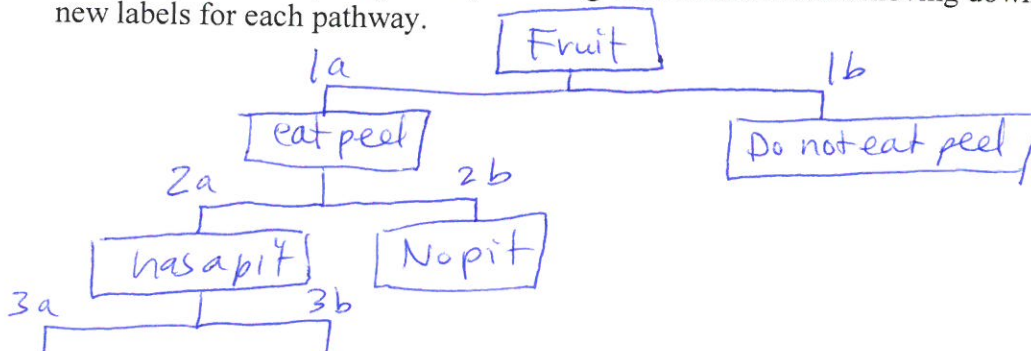 new labels for each pathway.
Fruit
1a
1b
eat peel
Do not eat peel
2a
2b
has a pit
No pit
3a
3b